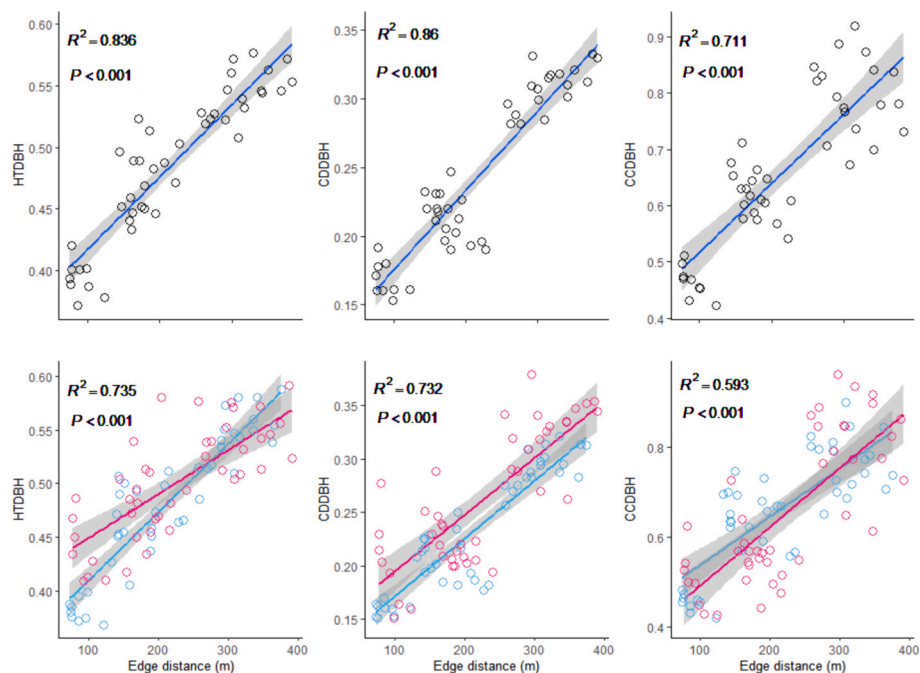 R² = 0.836
P < 0.001
HTDBH
0.60
0.55
0.50
0.45
0.40
R² = 0.86
P < 0.001
CDDBH
0.35
0.30
0.25
0.20
0.15
R² = 0.711
P < 0.001
CCDBH
0.9
0.8
0.7
0.6
0.5
0.4
R² = 0.735
P < 0.001
HTDBH
0.60
0.55
0.50
0.45
0.40
100 200 300 400
Edge distance (m)
R² = 0.732
P < 0.001
CDDBH
0.35
0.30
0.25
0.20
0.15
100 200 300 400
Edge distance (m)
R² = 0.593
P < 0.001
CCDBH
0.8
0.6
0.4
100 200 300 400
Edge distance (m)